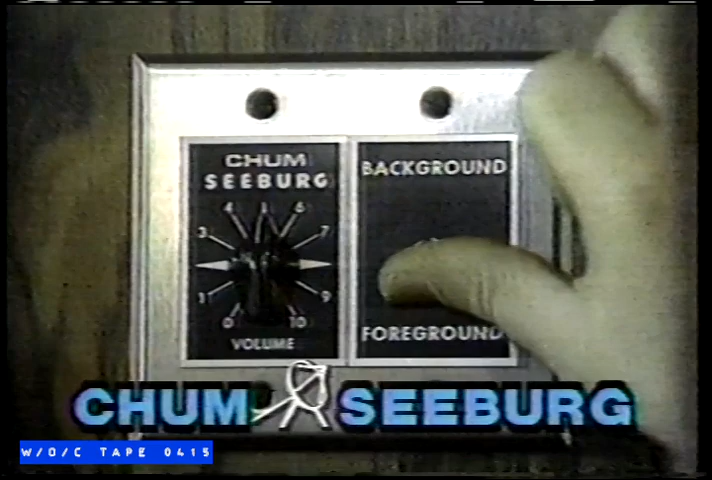 CHUM
SEEBURG
4 5 6
3 7
1 9
0 10
VOLUME
BACKGROUND
FOREGROUND
CHUM SEEBURG
W/O/C TAPE 0415